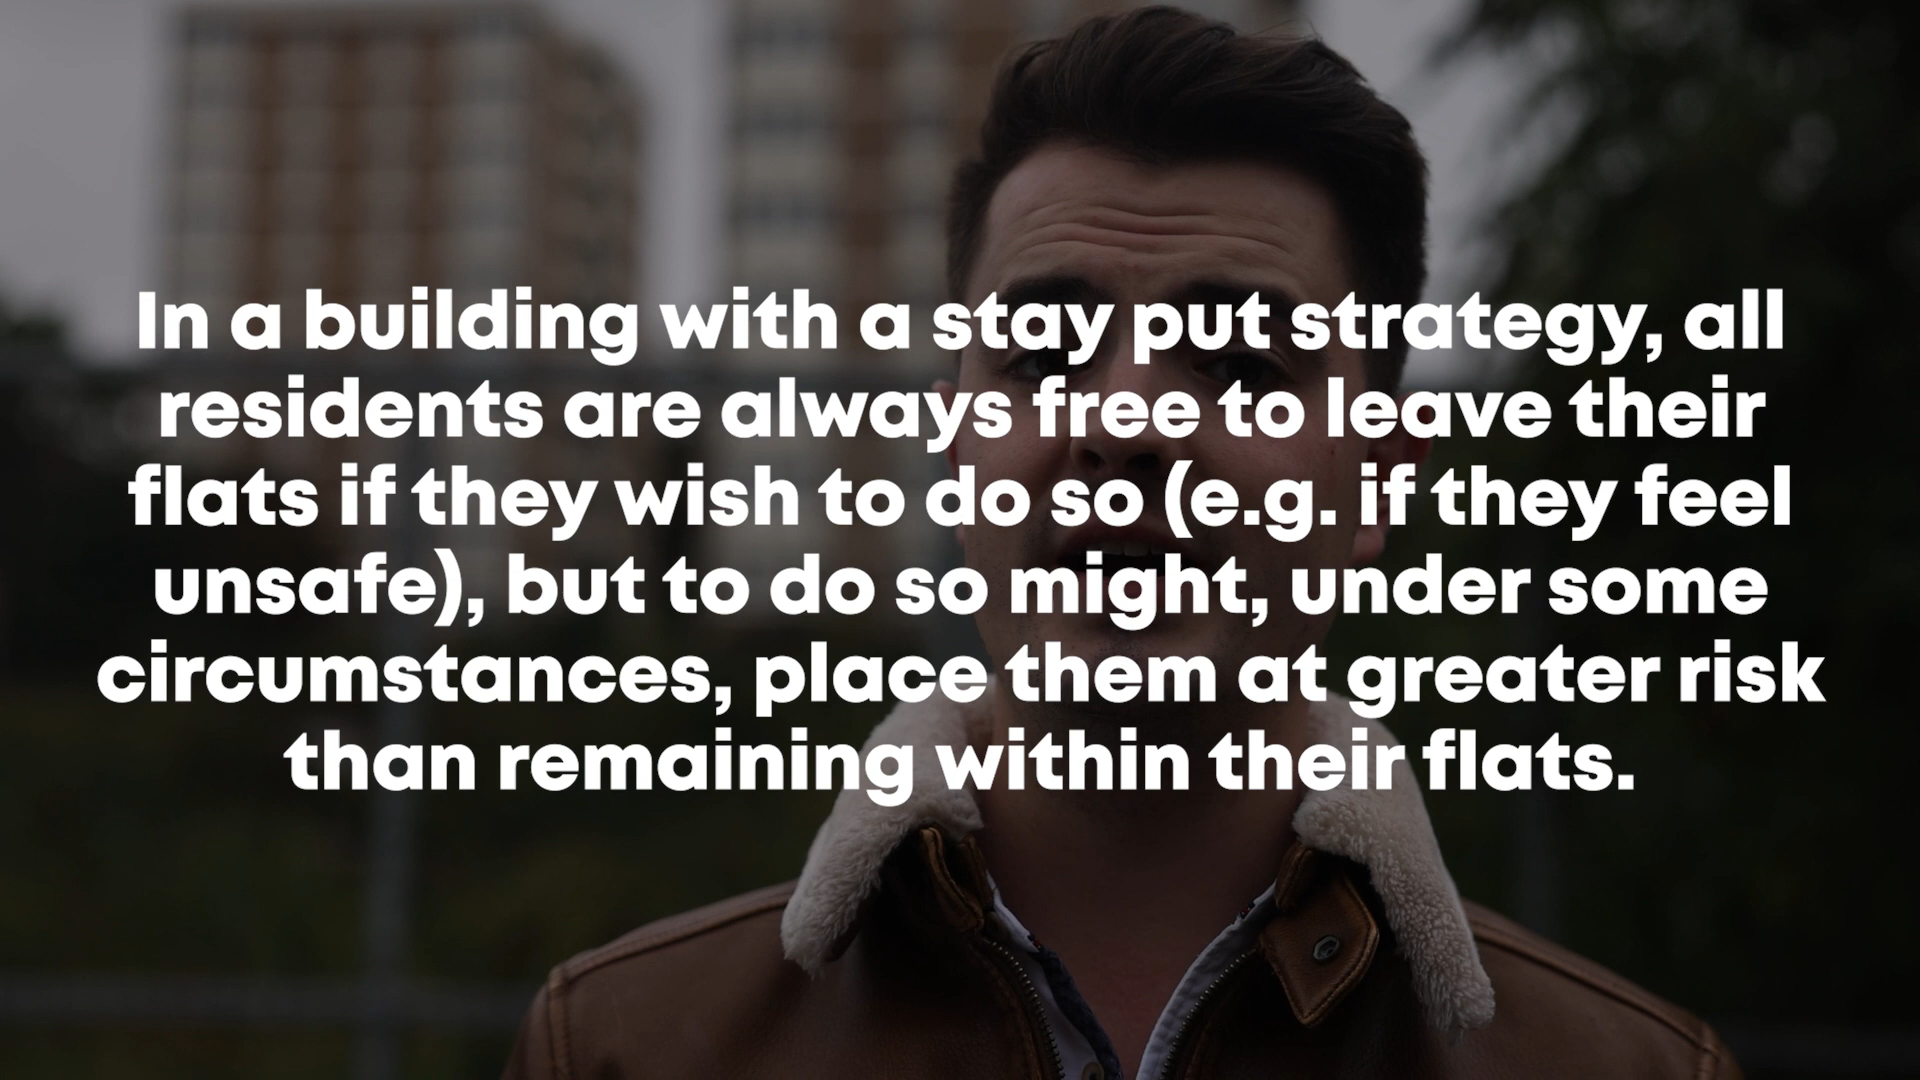 In a building with a stay put strategy, all
residents are always free to leave their
flats if they wish to do so (e.g. if they feel
unsafe), but to do so might, under some
circumstances, place them at greater risk
than remaining within their flats.